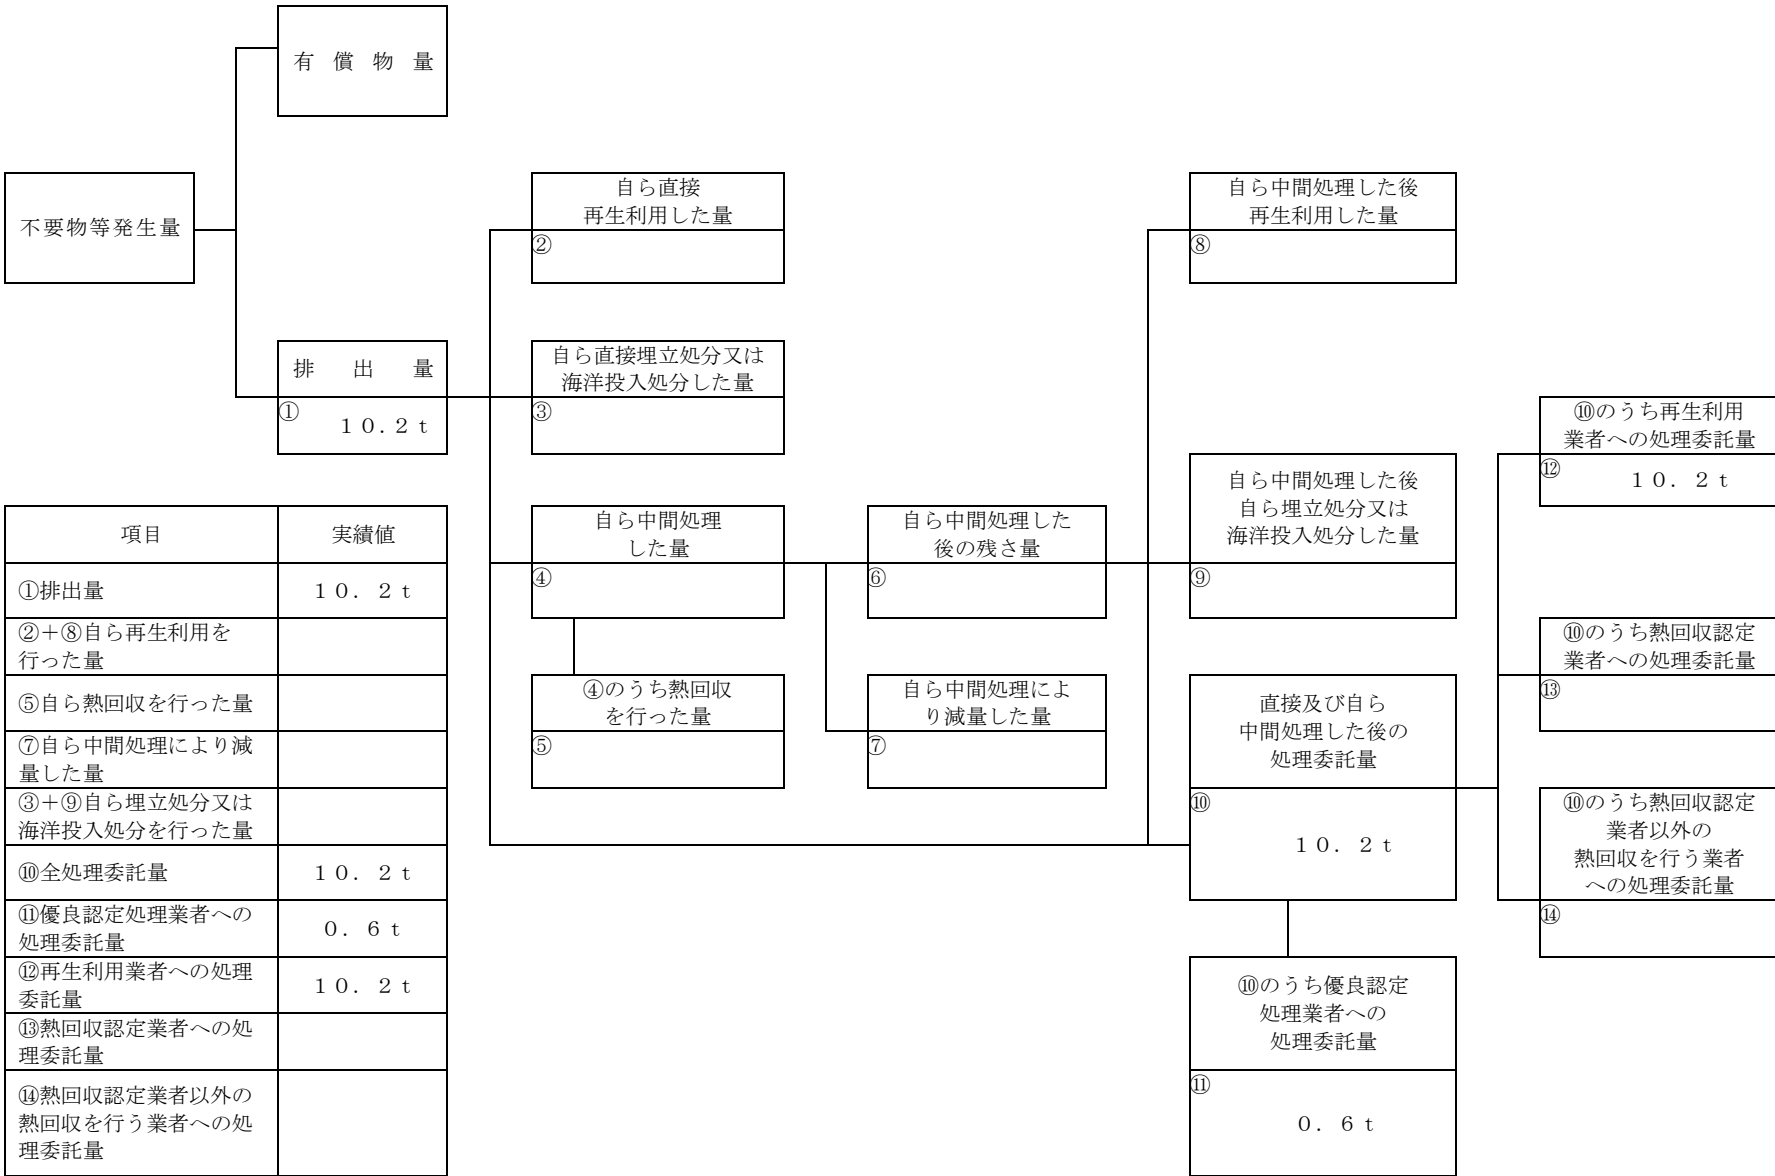 有　償　物　量
不要物等発生量
自ら直接
再生利用した量
②
自ら中間処理した後
再生利用した量
⑧
排　出　量
①　１０．２ｔ
自ら直接埋立処分又は
海洋投入処分した量
③
⑩のうち再生利用
業者への処理委託量
⑫　１０．２ｔ
自ら中間処理した後
自ら埋立処分又は
海洋投入処分した量
⑨
自ら中間処理
した量
④
自ら中間処理した
後の残さ量
⑥
⑩のうち熱回収認定
業者への処理委託量
⑬
④のうち熱回収
を行った量
⑤
自ら中間処理によ
り減量した量
⑦
直接及び自ら
中間処理した後の
処理委託量
⑩
１０．２ｔ
⑩のうち熱回収認定
業者以外の
熱回収を行う業者
への処理委託量
⑭
⑩のうち優良認定
処理業者への
処理委託量
⑪
０．６ｔ
項目　実績値
①排出量　１０．２ｔ
②＋⑧自ら再生利用を
行った量
⑤自ら熱回収を行った量
⑦自ら中間処理により減
量した量
③＋⑨自ら埋立処分又は
海洋投入処分を行った量
⑩全処理委託量　１０．２ｔ
⑪優良認定処理業者への
処理委託量　０．６ｔ
⑫再生利用業者への処理
委託量　１０．２ｔ
⑬熱回収認定業者への処
理委託量
⑭熱回収認定業者以外の
熱回収を行う業者への処
理委託量